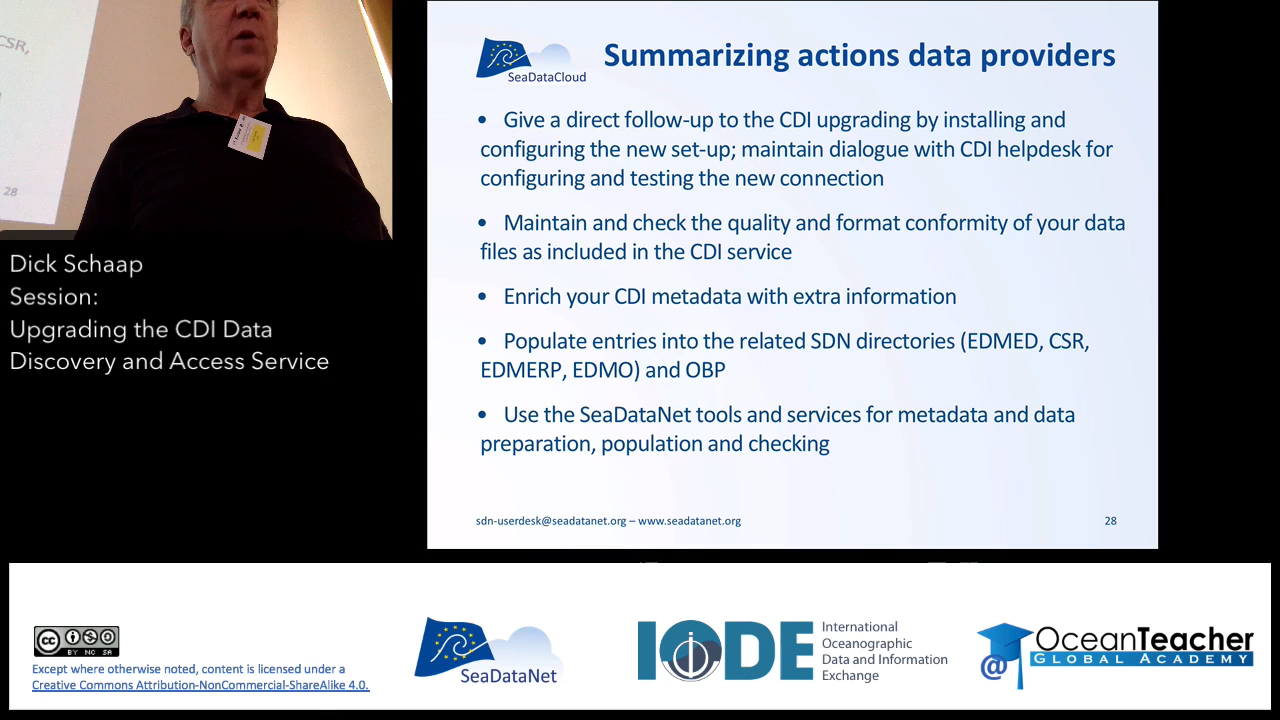 CSR,
28
Dick Schaap
Session:
Upgrading the CDI Data
Discovery and Access Service
SeaDataCloud
Summarizing actions data providers
• Give a direct follow-up to the CDI upgrading by installing and
configuring the new set-up; maintain dialogue with CDI helpdesk for
configuring and testing the new connection
• Maintain and check the quality and format conformity of your data
files as included in the CDI service
• Enrich your CDI metadata with extra information
• Populate entries into the related SDN directories (EDMED, CSR,
EDMERP, EDMO) and OBP
• Use the SeaDataNet tools and services for metadata and data
preparation, population and checking
sdn-userdesk@seadatanet.org – www.seadatanet.org
28
cc
BY NC SA
Except where otherwise noted, content is licensed under a
Creative Commons Attribution-NonCommercial-ShareAlike 4.0.
SeaDataNet
IODE
International
Oceanographic
Data and Information
Exchange
@
OceanTeacher
GLOBAL ACADEMY